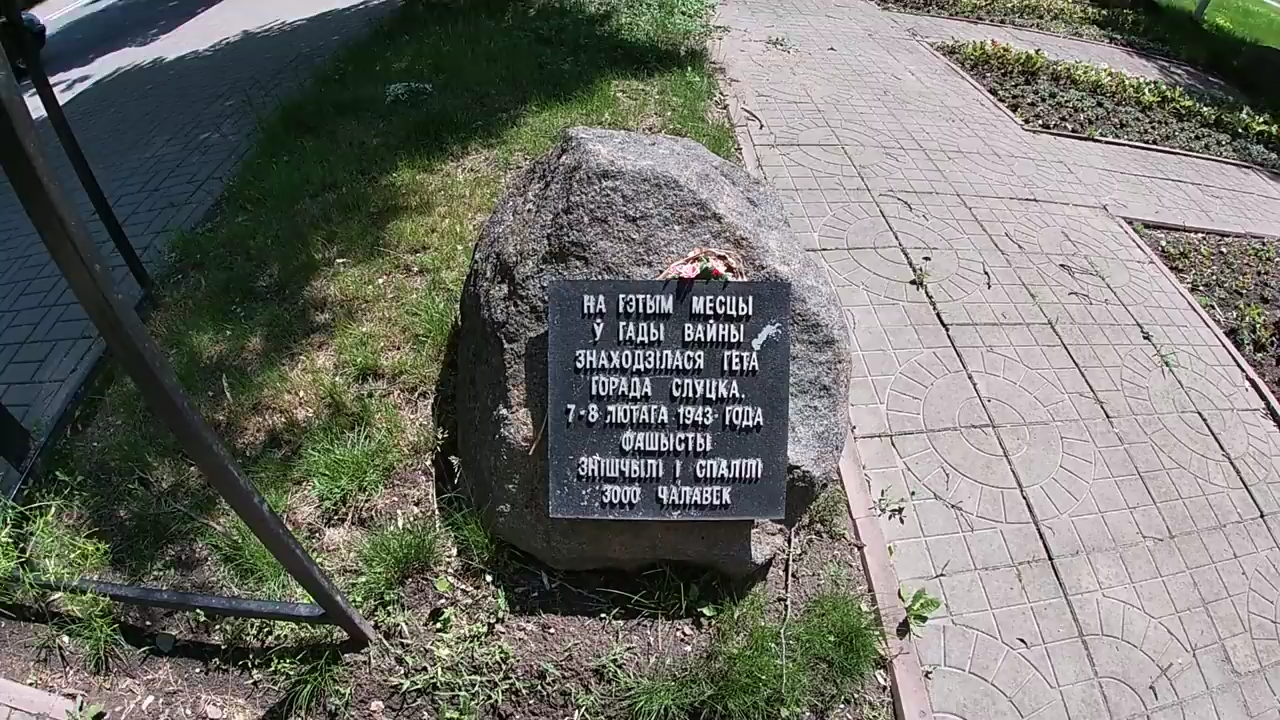 НА ГЭТЫМ МЕСЦЫ
Ў ГАДЫ ВАЙНЫ
ЗНАХОДЗІЛАСЯ ГЕТА
ГОРАДА СЛУЦКА.
7-8 ЛЮТАГА 1943 ГОДА
ФАШЫСТЫ
ЗНІШЧЫЛІ І СПАЛІЛІ
3000 ЧАЛАВЕК